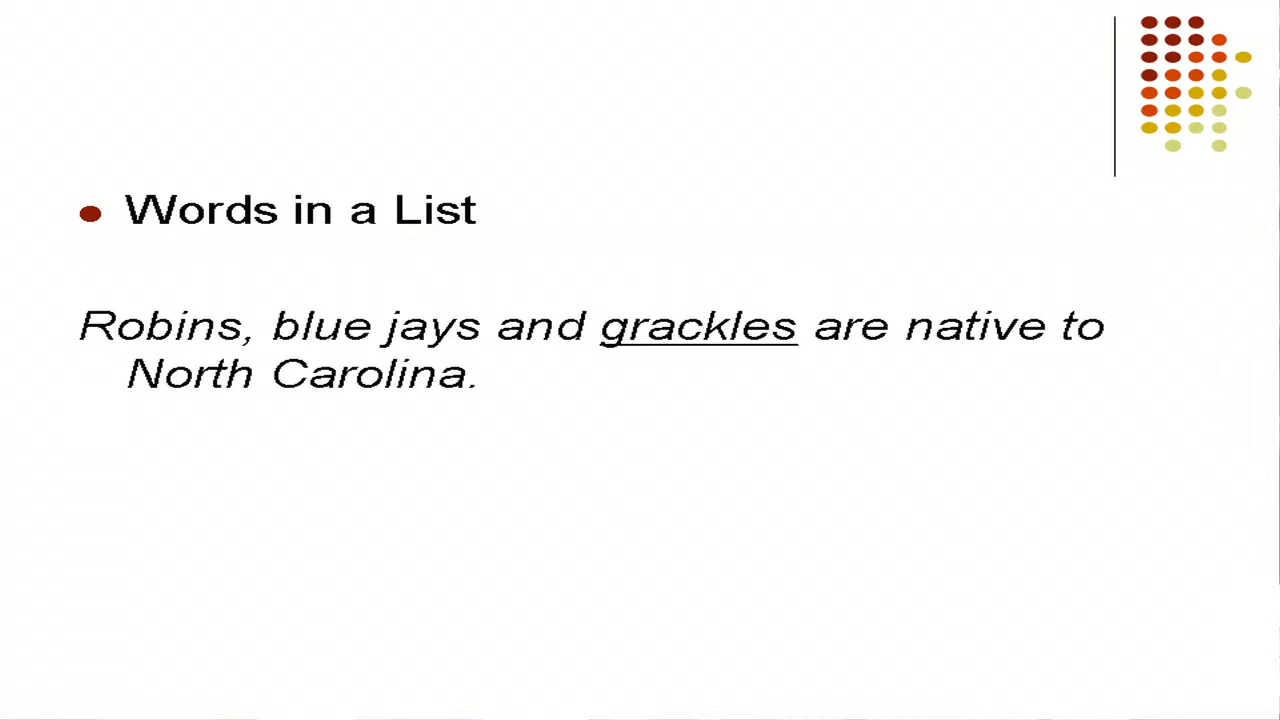 Words in a List
Robins, blue jays and grackles are native to
North Carolina.